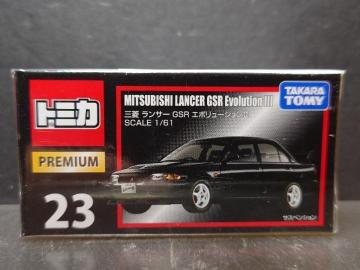 トミカ
PREMIUM
23
MITSUBISHI LANCER GSR Evolution III
三菱 ランサー GSR エボリューションIII
SCALE 1/61
TAKARA
TOMY
サスペンション